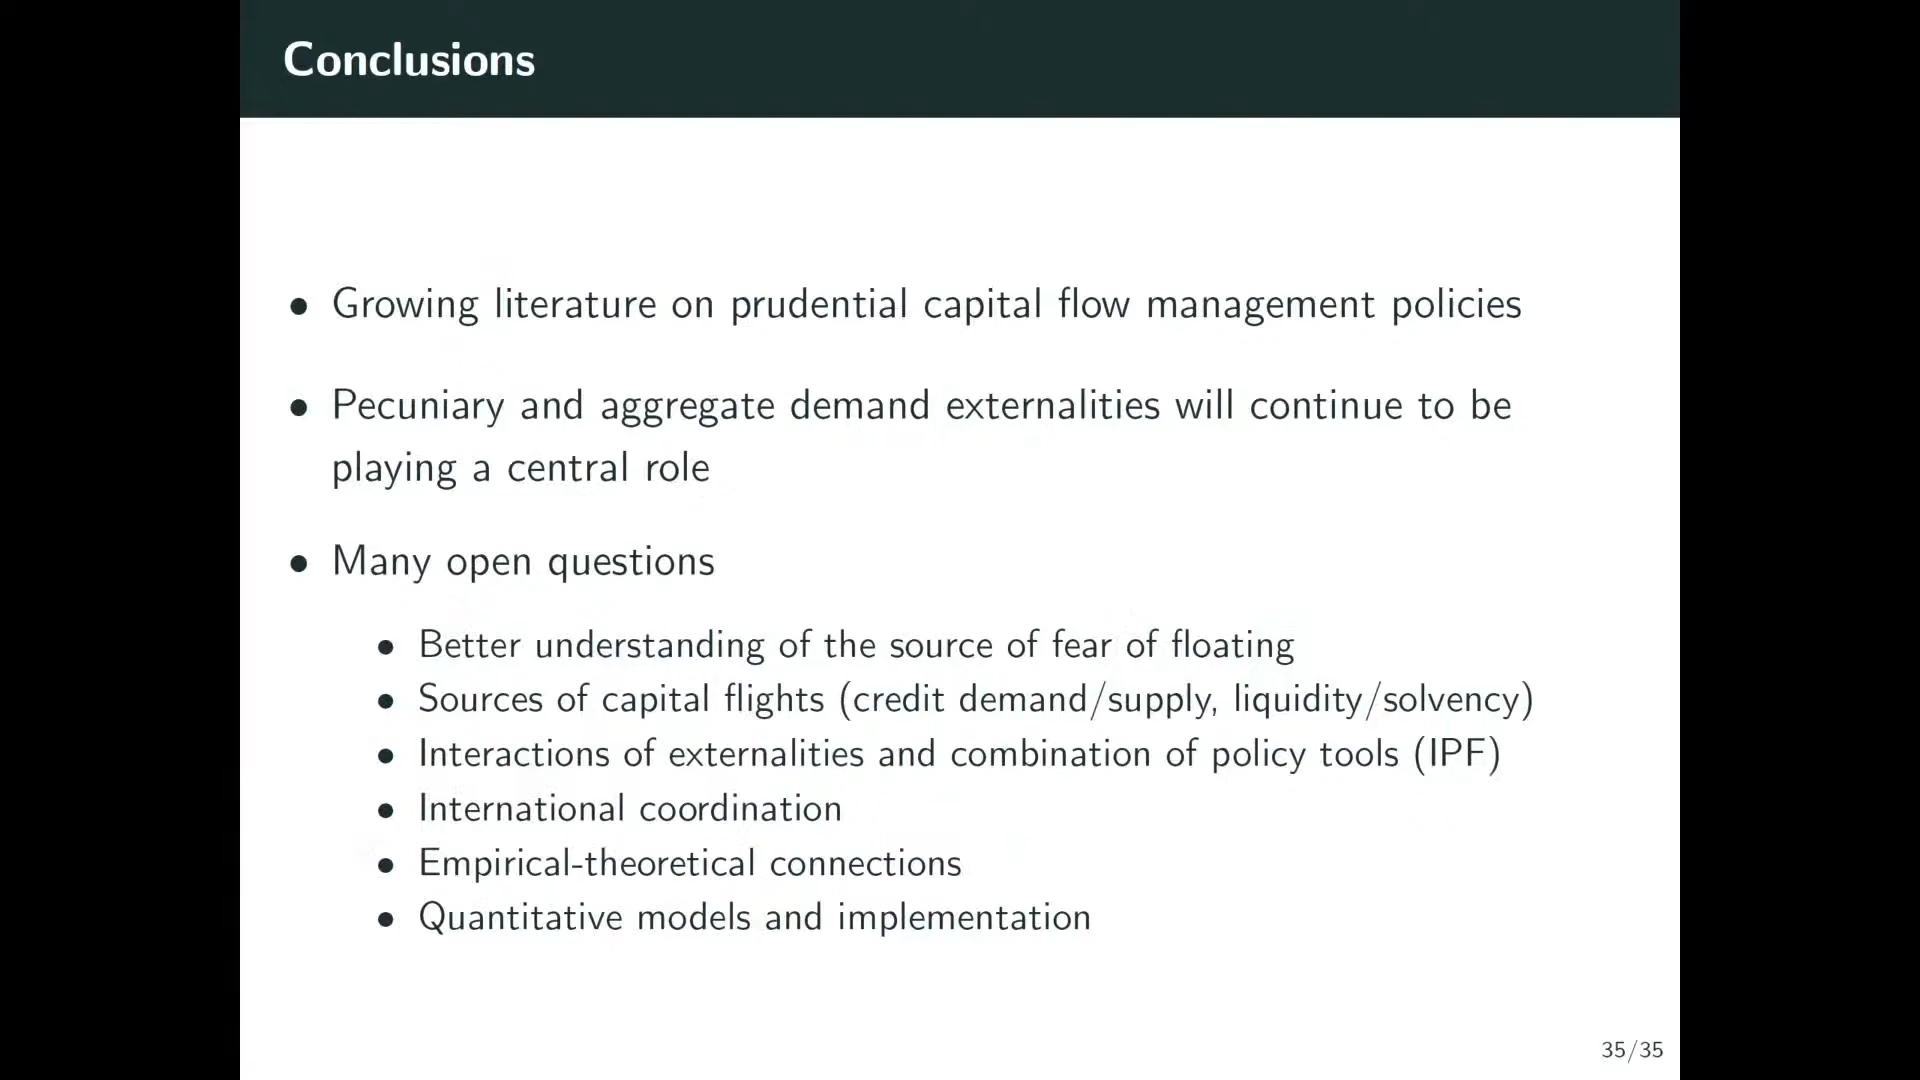 Conclusions
• Growing literature on prudential capital flow management policies
• Pecuniary and aggregate demand externalities will continue to be
playing a central role
• Many open questions
• Better understanding of the source of fear of floating
• Sources of capital flights (credit demand/supply, liquidity/solvency)
• Interactions of externalities and combination of policy tools (IPF)
• International coordination
• Empirical-theoretical connections
• Quantitative models and implementation
35/35